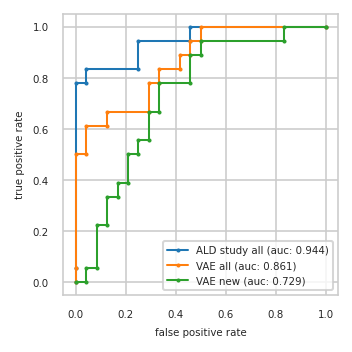 1.0
0.8
0.6
0.4
0.2
0.0
true positive rate
ALD study all (auc: 0.944)
VAE all (auc: 0.861)
VAE new (auc: 0.729)
0.0 0.2 0.4 0.6 0.8 1.0
false positive rate